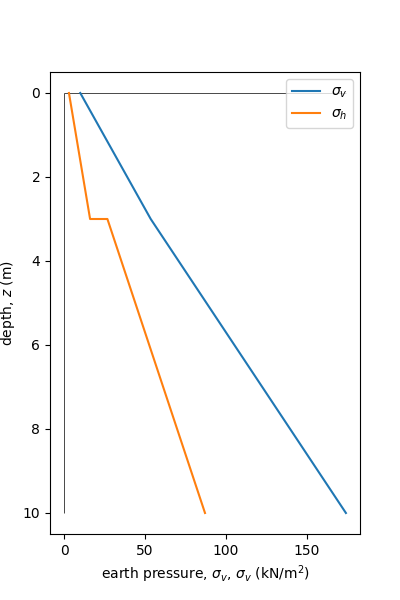 0
2
4
6
8
10
depth, z (m)
0 50 100 150
earth pressure, σᵥ, σᵥ (kN/m²)
σᵥ
σₕ